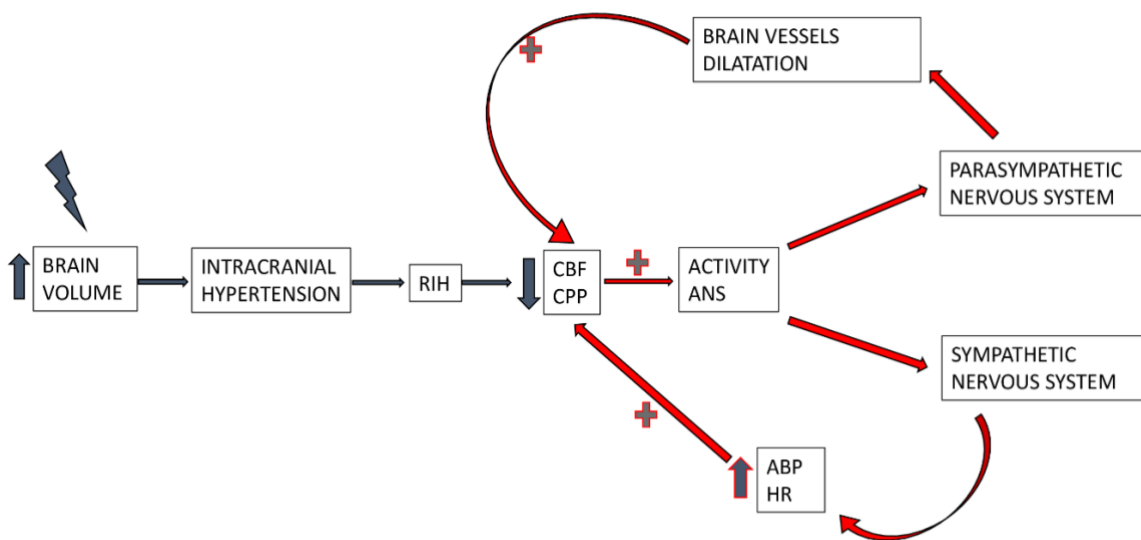 BRAIN VESSELS
DILATATION
PARASYMPATHETIC
NERVOUS SYSTEM
BRAIN
VOLUME
INTRACRANIAL
HYPERTENSION
RIH
CBF
CPP
ACTIVITY
ANS
SYMPATHETIC
NERVOUS SYSTEM
ABP
HR